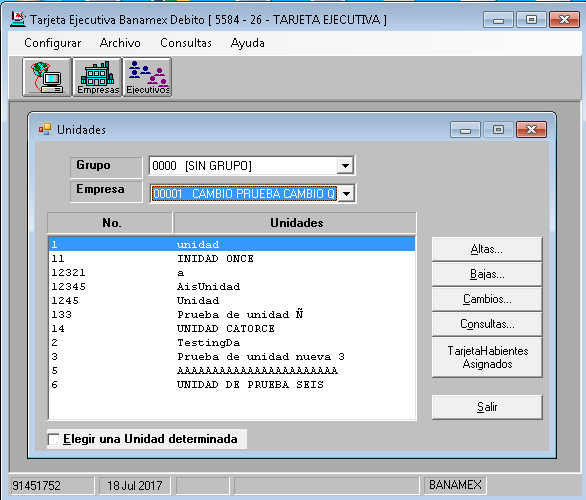 Tarjeta Ejecutiva Banamex Debito [ 5584 - 26 - TARJETA EJECUTIVA ]
Configurar Archivo Consultas Ayuda
Empresas Ejecutivos
Unidades
Grupo 0000 [SIN GRUPO]
Empresa 00001 CAMBIO PRUEBA CAMBIO Q
No. Unidades
1 unidad
11 INIDAD ONCE
12321 a
12345 AisUnidad
1245 Unidad
133 Prueba de unidad Ñ
14 UNIDAD CATORCE
2 TestingDa
3 Prueba de unidad nueva 3
5 AAAAAAAAAAAAAAAAAAAAAAA
6 UNIDAD DE PRUEBA SEIS
Altas...
Bajas...
Cambios...
Consultas...
TarjetaHabientes
Asignados
Salir
Elegir una Unidad determinada
91451752 18 Jul 2017 BANAMEX